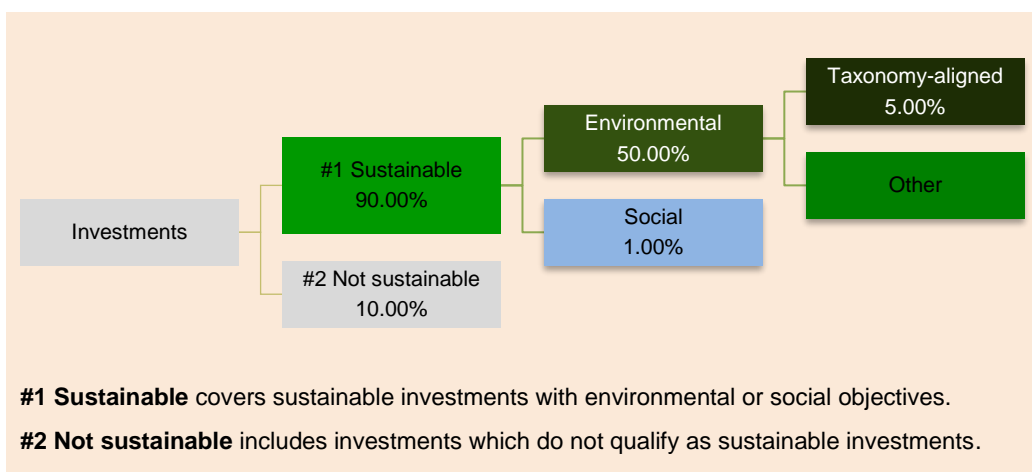 Taxonomy-aligned
5.00%
Environmental
50.00%
#1 Sustainable
90.00%
Other
Social
1.00%
Investments
#2 Not sustainable
10.00%
#1 Sustainable covers sustainable investments with environmental or social objectives.
#2 Not sustainable includes investments which do not qualify as sustainable investments.